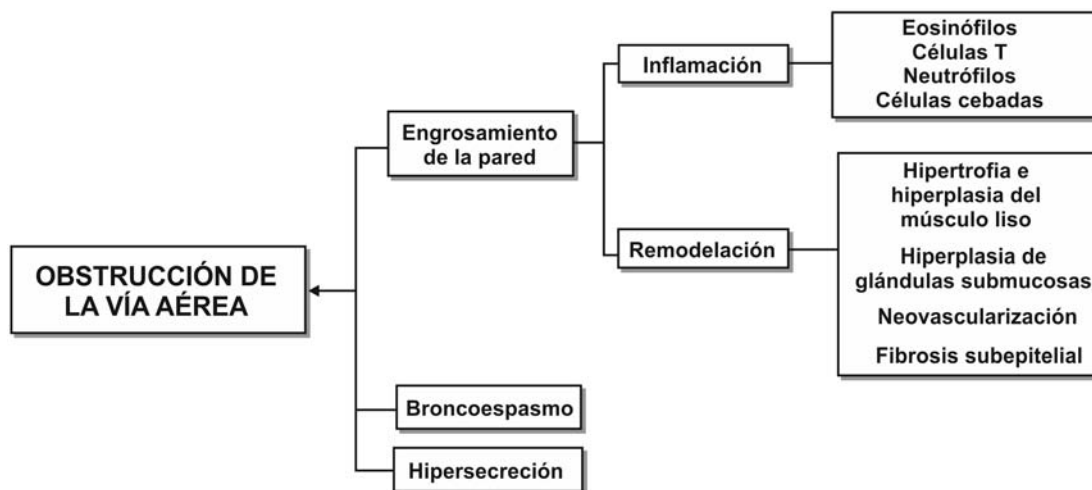 Eosinófilos
Células T
Neutrófilos
Células cebadas
Inflamación
Engrosamiento
de la pared
Hipertrofia e
hiperplasia del
músculo liso
Hiperplasia de
glándulas submucosas
Neovascularización
Fibrosis subepitelial
Remodelación
OBSTRUCCIÓN DE
LA VÍA AÉREA
Broncoespasmo
Hipersecreción